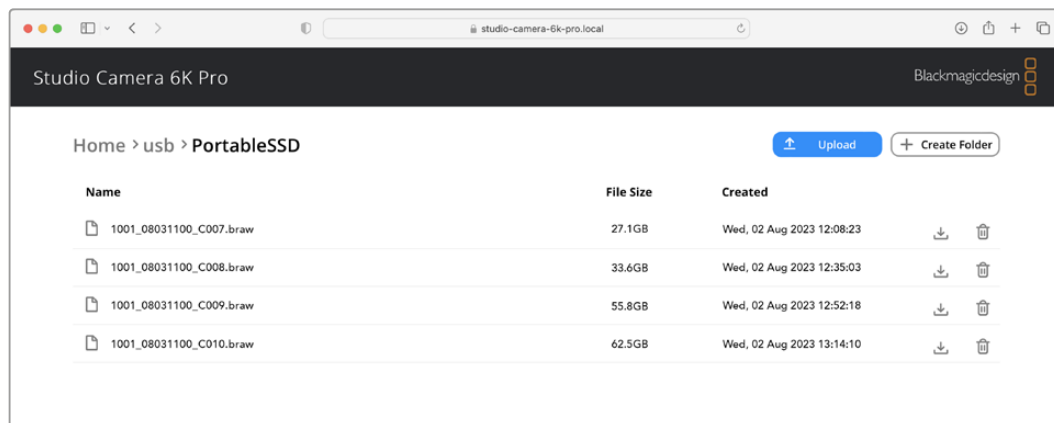 studio-camera-6k-pro.local
Studio Camera 6K Pro
Blackmagicdesign
Home > usb > PortableSSD
Upload
+ Create Folder
Name File Size Created
1001_08031100_C007.braw 27.1GB Wed, 02 Aug 2023 12:08:23
1001_08031100_C008.braw 33.6GB Wed, 02 Aug 2023 12:35:03
1001_08031100_C009.braw 55.8GB Wed, 02 Aug 2023 12:52:18
1001_08031100_C010.braw 62.5GB Wed, 02 Aug 2023 13:14:10